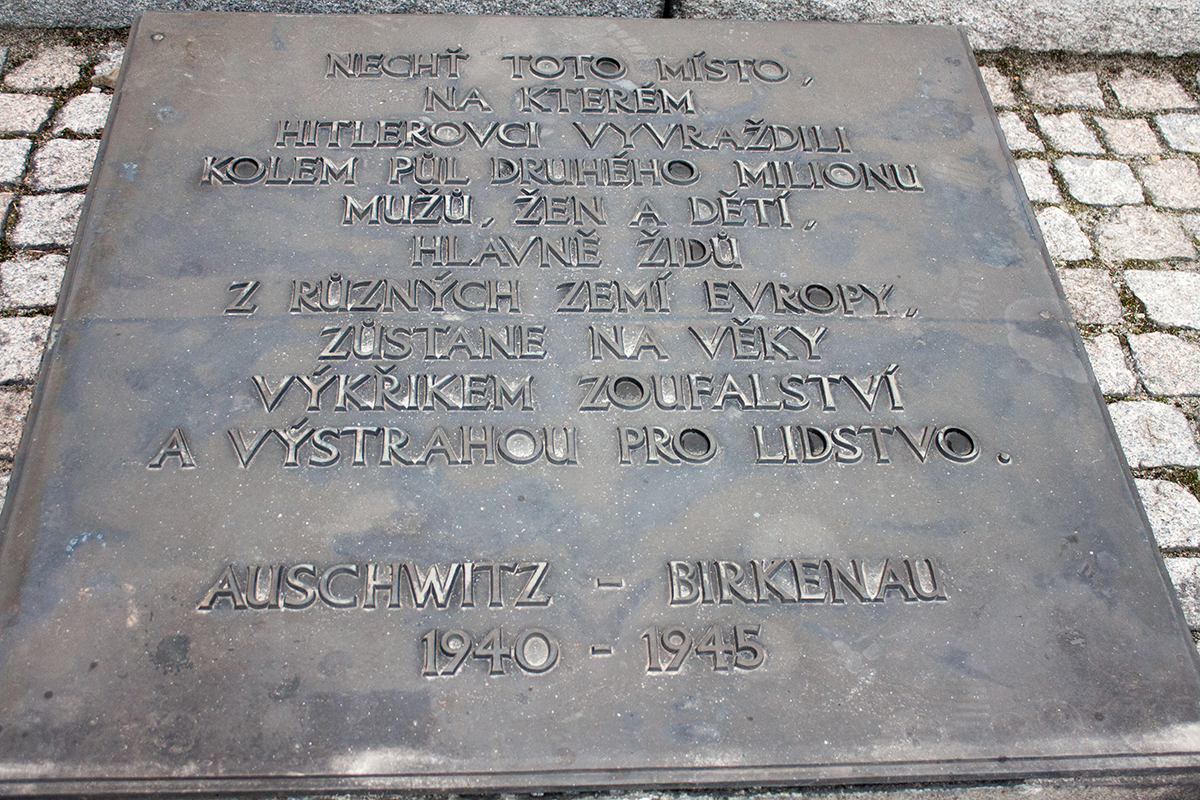 NECHŤ TOTO MÍSTO,
NA KTERÉM
HITLEROVCI VYVRAŽDILI
KOLEM PŮL DRUHÉHO MILIONU
MUŽŮ, ŽEN A DĚTÍ,
HLAVNĚ ŽIDŮ
Z RŮZNÝCH ZEMÍ EVROPY,
ZŮSTANE NA VĚKY
VÝKŘIKEM ZOUFALSTVÍ
A VÝSTRAHOU PRO LIDSTVO.
AUSCHWITZ - BIRKENAU
1940 - 1945